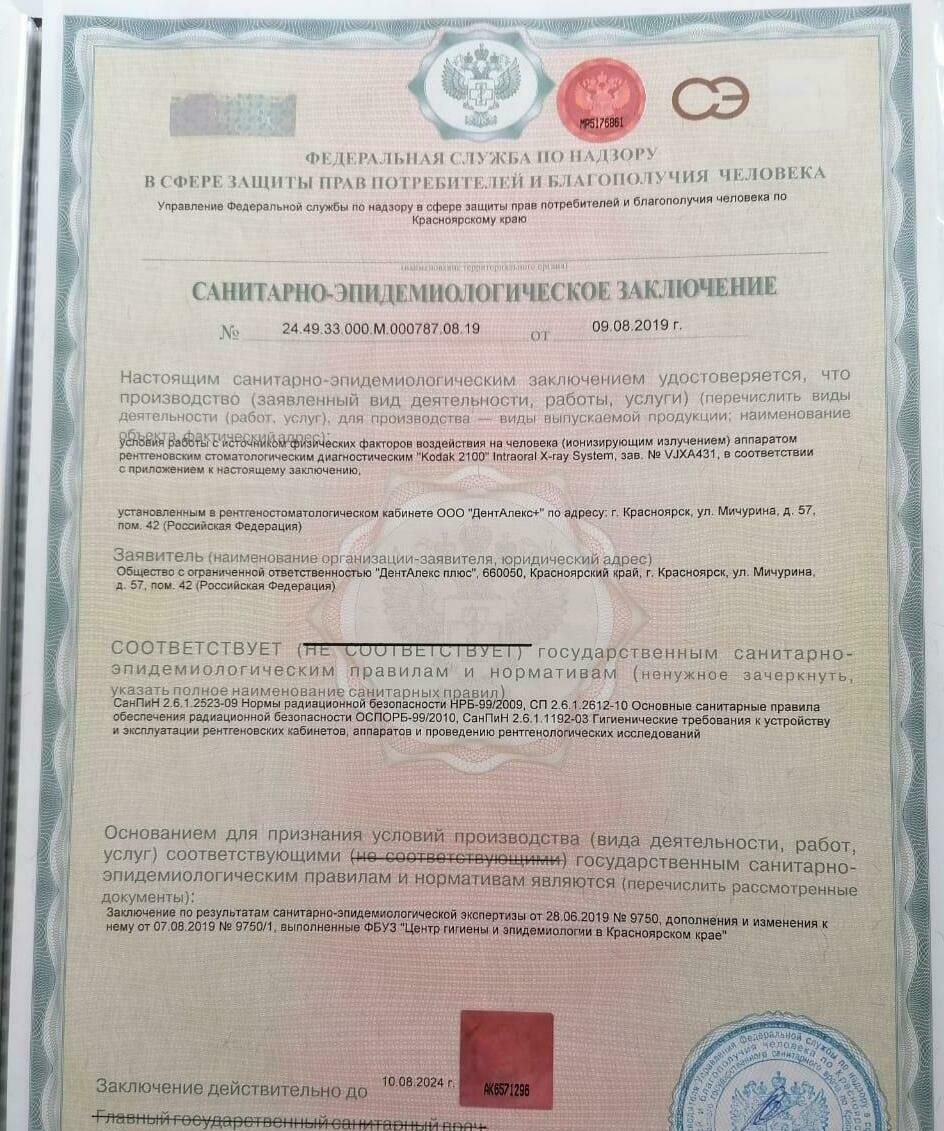 СЭ
МР5176861
ФЕДЕРАЛЬНАЯ СЛУЖБА ПО НАДЗОРУ
В СФЕРЕ ЗАЩИТЫ ПРАВ ПОТРЕБИТЕЛЕЙ И БЛАГОПОЛУЧИЯ ЧЕЛОВЕКА
Управление Федеральной службы по надзору в сфере защиты прав потребителей и благополучия человека по
Красноярскому краю
(наименование территориального органа)
САНИТАРНО-ЭПИДЕМИОЛОГИЧЕСКОЕ ЗАКЛЮЧЕНИЕ
№ 24.49.33.000.М.000787.08.19 от 09.08.2019 г.
Настоящим санитарно-эпидемиологическим заключением удостоверяется, что
производство (заявленный вид деятельности, работы, услуги) (перечислить виды
деятельности (работ, услуг), для производства — виды выпускаемой продукции; наименование
объекта, фактический адрес):
условия работы с источником физических факторов воздействия на человека (ионизирующим излучением) аппаратом
рентгеновским стоматологическим диагностическим "Kodak 2100" Intraoral X-ray System, зав. № VJXA431, в соответствии
с приложением к настоящему заключению,
установленным в рентгеностоматологическом кабинете ООО "ДентАлекс+" по адресу: г. Красноярск, ул. Мичурина, д. 57,
пом. 42 (Российская Федерация)
Заявитель (наименование организации-заявителя, юридический адрес)
Общество с ограниченной ответственностью "ДентАлекс плюс", 660050, Красноярский край, г. Красноярск, ул. Мичурина,
д. 57, пом. 42 (Российская Федерация)
СООТВЕТСТВУЕТ (НЕ СООТВЕТСТВУЕТ) государственным санитарно-
эпидемиологическим правилам и нормативам (ненужное зачеркнуть,
указать полное наименование санитарных правил)
СанПиН 2.6.1.2523-09 Нормы радиационной безопасности НРБ-99/2009, СП 2.6.1.2612-10 Основные санитарные правила
обеспечения радиационной безопасности ОСПОРБ-99/2010, СанПиН 2.6.1.1192-03 Гигиенические требования к устройству
и эксплуатации рентгеновских кабинетов, аппаратов и проведению рентгенологических исследований
Основанием для признания условий производства (вида деятельности, работ,
услуг) соответствующими (не соответствующими) государственным санитарно-
эпидемиологическим правилам и нормативам являются (перечислить рассмотренные
документы):
Заключение по результатам санитарно-эпидемиологической экспертизы от 28.06.2019 № 9750, дополнения и изменения к
нему от 07.08.2019 № 9750/1, выполненные ФБУЗ "Центр гигиены и эпидемиологии в Красноярском крае"
Заключение действительно до 10.08.2024 г.
АК6571296
Главный государственный санитарный врач